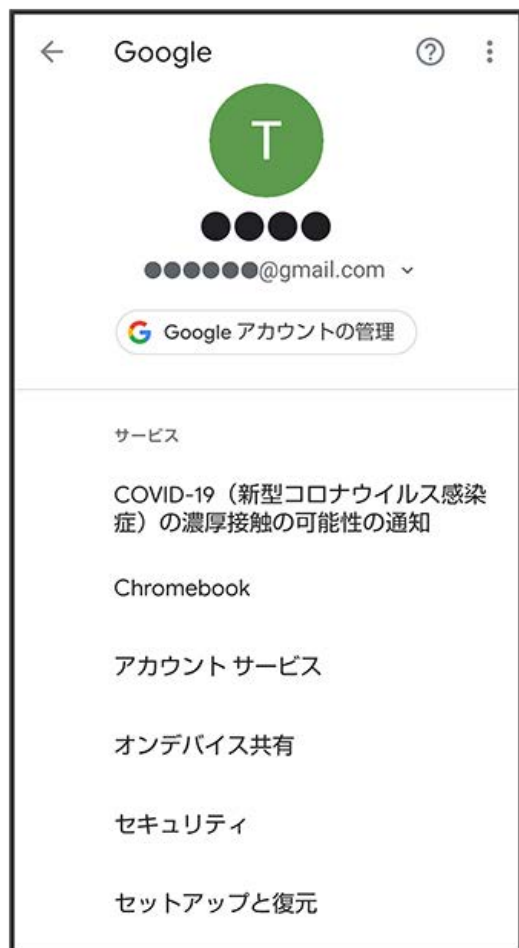 Google
T
●●●●
●●●●●●@gmail.com
Google アカウントの管理
サービス
COVID-19（新型コロナウイルス感染
症）の濃厚接触の可能性の通知
Chromebook
アカウント サービス
オンデバイス共有
セキュリティ
セットアップと復元